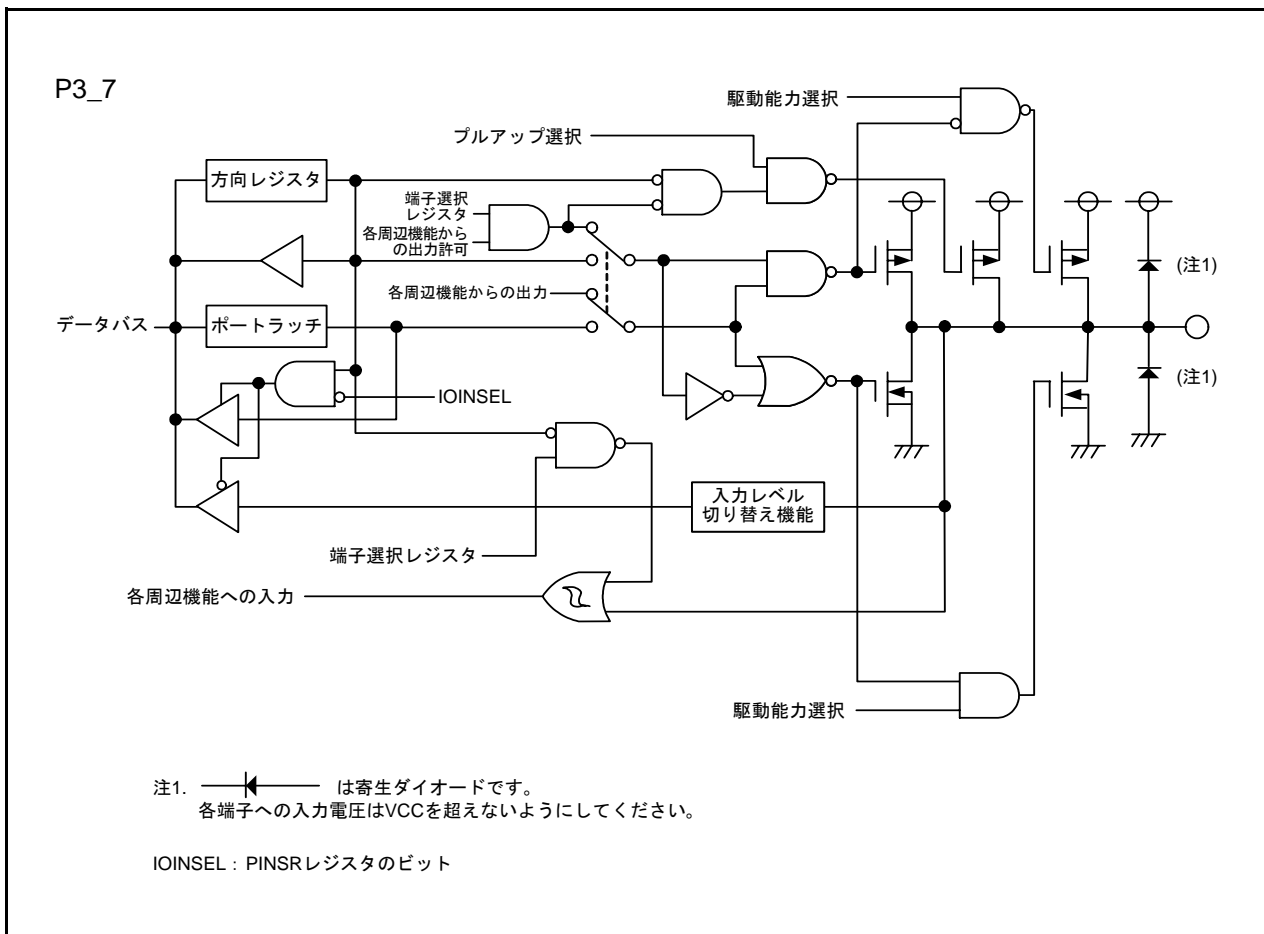 P3_7
駆動能力選択
プルアップ選択
方向レジスタ
端子選択
レジスタ
各周辺機能から
の出力許可
(注1)
各周辺機能からの出力
データバス
ポートラッチ
(注1)
IOINSEL
入力レベル
切り替え機能
端子選択レジスタ
各周辺機能への入力
駆動能力選択
注1. は寄生ダイオードです。
各端子への入力電圧はVCCを超えないようにしてください。
IOINSEL : PINSRレジスタのビット